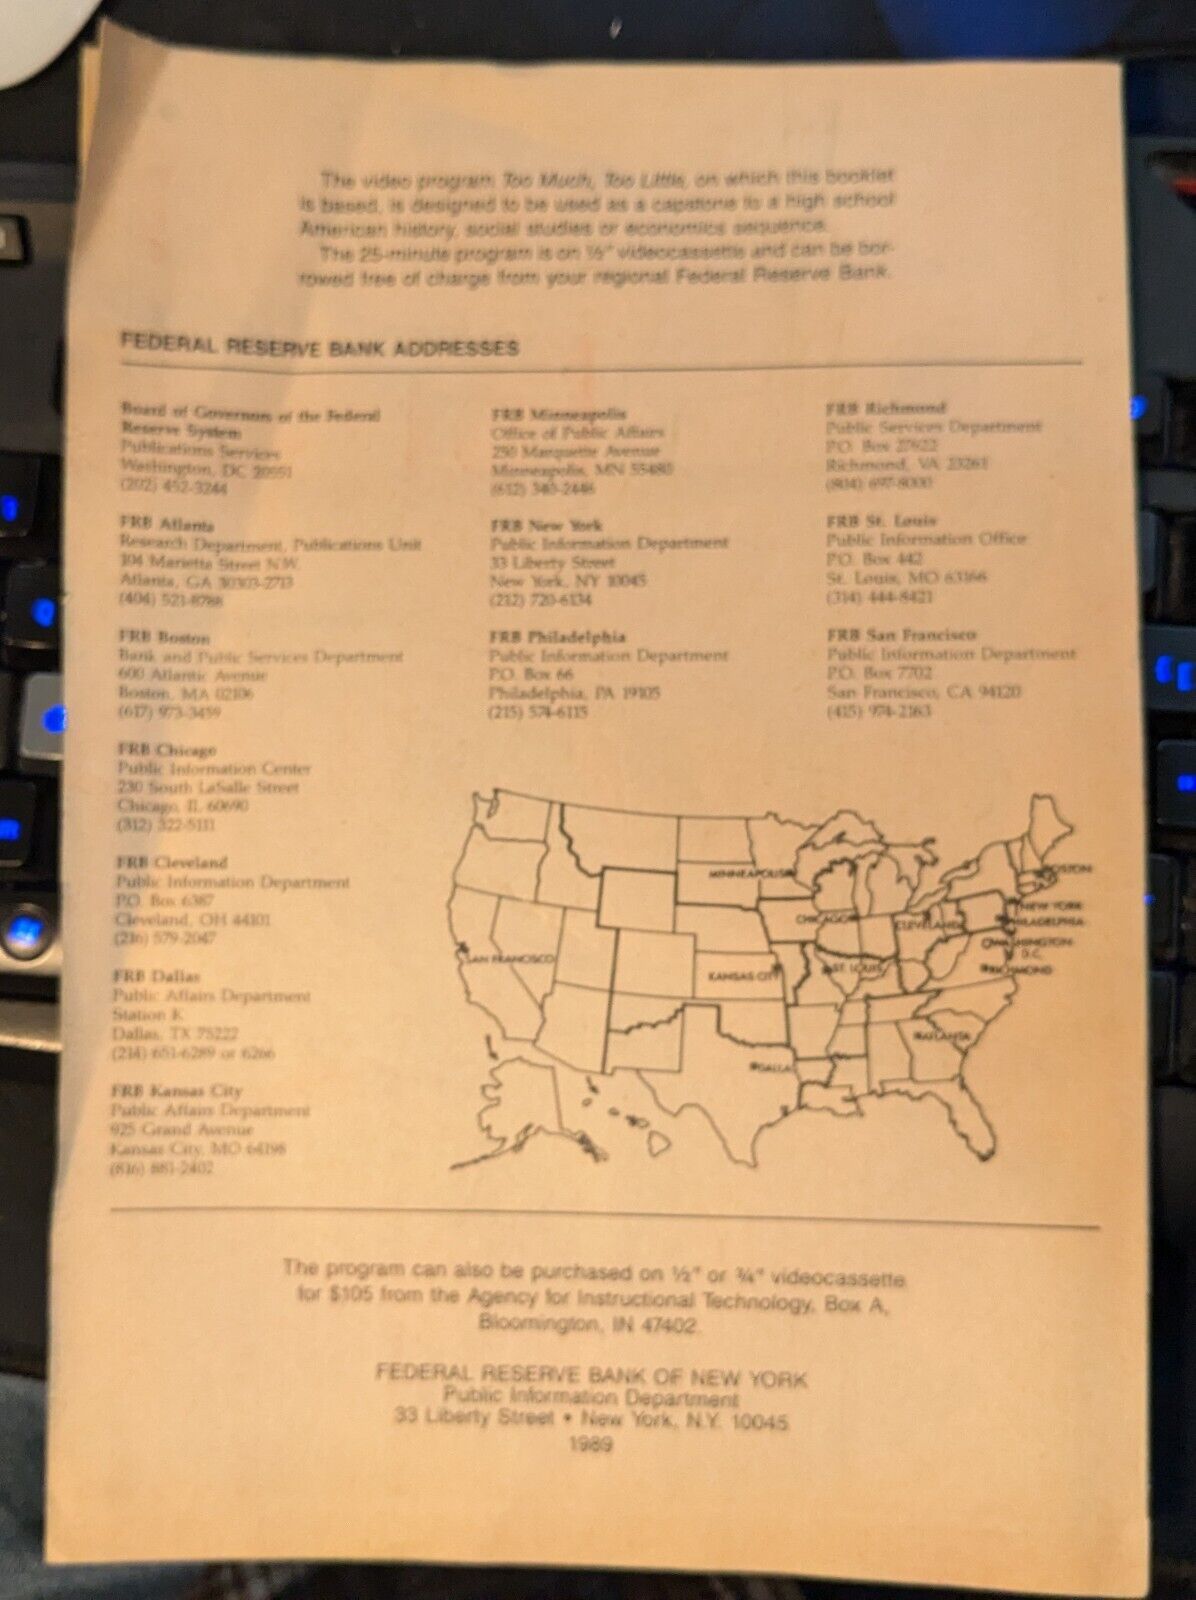 The video program Too Much, Too Little, on which this booklet
is based, is designed to be used as a capstone to a high school
American history, social studies or economics sequence.
The 25-minute program is on ½" videocassette and can be bor-
rowed free of charge from your regional Federal Reserve Bank.
FEDERAL RESERVE BANK ADDRESSES
Board of Governors of the Federal
Reserve System
Publications Services
Washington, DC 20551
(202) 452-3244
FRB Atlanta
Research Department, Publications Unit
104 Marietta Street N.W.
Atlanta, GA 30303-2713
(404) 521-8788
FRB Boston
Bank and Public Services Department
600 Atlantic Avenue
Boston, MA 02106
(617) 973-3459
FRB Chicago
Public Information Center
230 South LaSalle Street
Chicago, IL 60690
(312) 322-5111
FRB Cleveland
Public Information Department
P.O. Box 6387
Cleveland, OH 44101
(216) 579-2047
FRB Dallas
Public Affairs Department
Station K
Dallas, TX 75222
(214) 651-6289 or 6266
FRB Kansas City
Public Affairs Department
925 Grand Avenue
Kansas City, MO 64198
(816) 881-2402
FRB Minneapolis
Office of Public Affairs
250 Marquette Avenue
Minneapolis, MN 55480
(612) 340-2446
FRB New York
Public Information Department
33 Liberty Street
New York, NY 10045
(212) 720-6134
FRB Philadelphia
Public Information Department
P.O. Box 66
Philadelphia, PA 19105
(215) 574-6115
FRB Richmond
Public Services Department
P.O. Box 27622
Richmond, VA 23261
(804) 697-8000
FRB St. Louis
Public Information Office
P.O. Box 442
St. Louis, MO 63166
(314) 444-8421
FRB San Francisco
Public Information Department
P.O. Box 7702
San Francisco, CA 94120
(415) 974-2163
MINNEAPOLIS
BOSTON
CHICAGO
CLEVELAND
NEW YORK
PHILADELPHIA
WASHINGTON
D.C.
SAN FRANCISCO
KANSAS CITY
ST. LOUIS
RICHMOND
ATLANTA
DALLAS
The program can also be purchased on ½" or ¾" videocassette
for $105 from the Agency for Instructional Technology, Box A,
Bloomington, IN 47402.
FEDERAL RESERVE BANK OF NEW YORK
Public Information Department
33 Liberty Street • New York, N.Y. 10045
1989